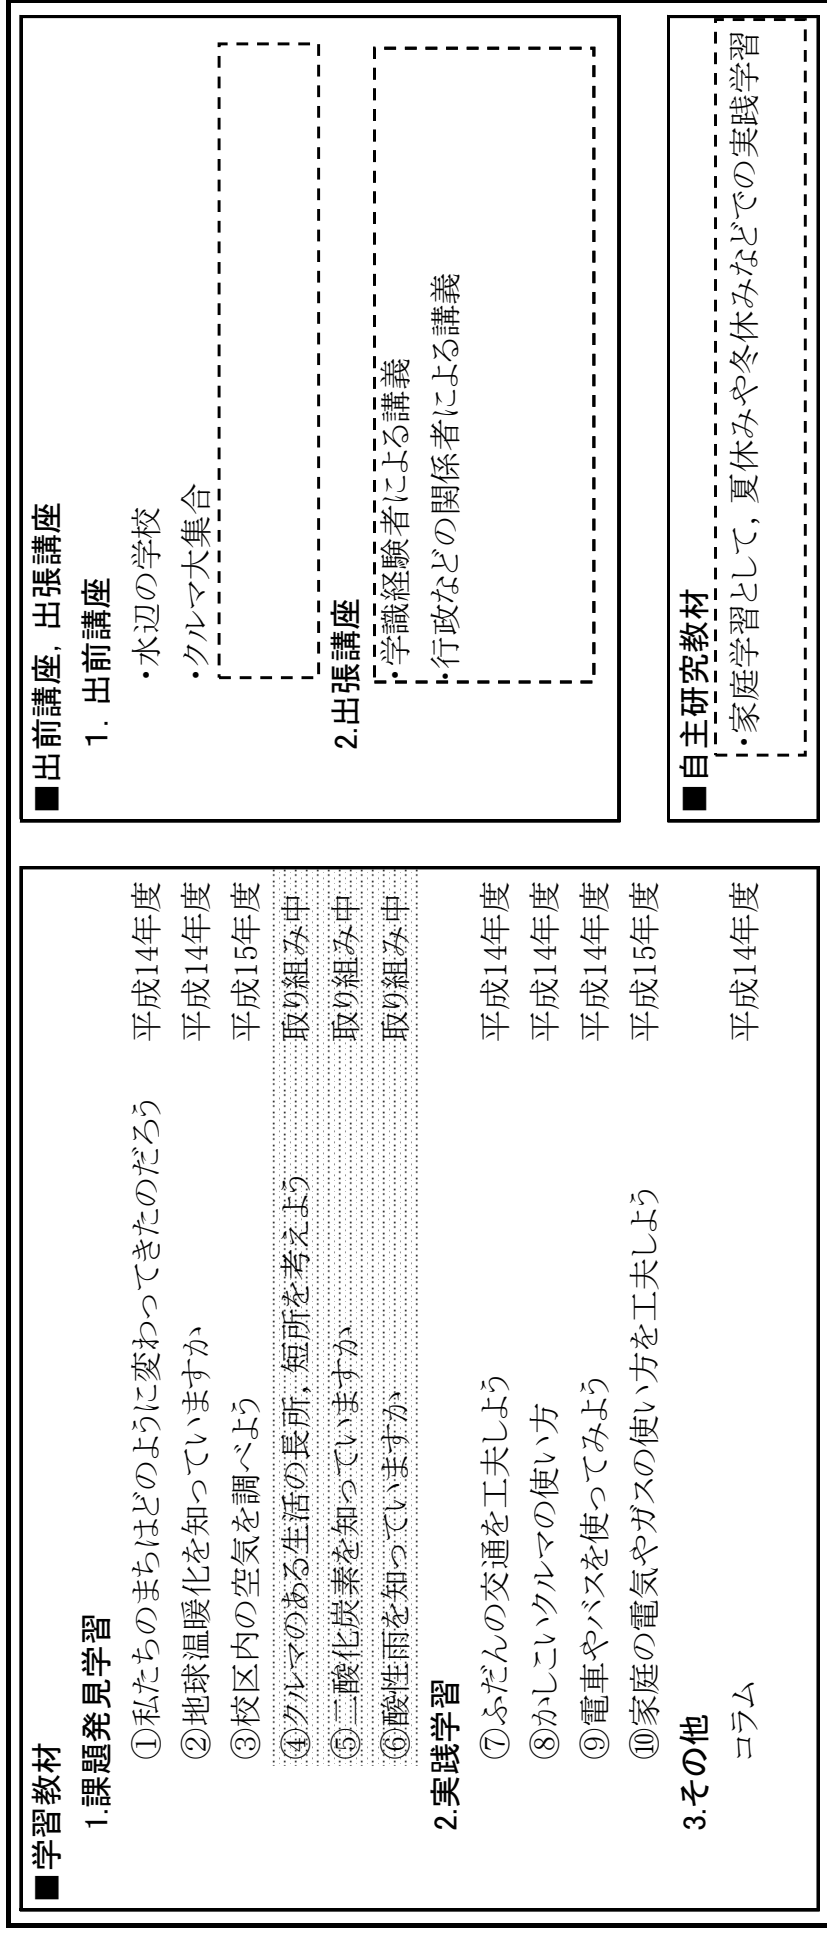 ■学習教材
1.課題発見学習
①私たちのまちはどのように変わってきたのだろう 平成14年度
②地球温暖化を知っていますか 平成14年度
③校区内の空気を調べよう 平成15年度
④クルマのある生活の長所，短所を考えよう 取り組み中
⑤二酸化炭素を知っていますか 取り組み中
⑥酸性雨を知っていますか 取り組み中
2.実践学習
⑦ふだんの交通を工夫しよう 平成14年度
⑧かしこいクルマの使い方 平成14年度
⑨電車やバスを使ってみよう 平成14年度
⑩家庭の電気やガスの使い方を工夫しよう 平成15年度
3.その他
コラム 平成14年度
■出前講座，出張講座
1．出前講座
・水辺の学校
・クルマ大集合
2.出張講座
・学識経験者による講義
・行政などの関係者による講義
■自主研究教材
・家庭学習として，夏休みや冬休みなどでの実践学習